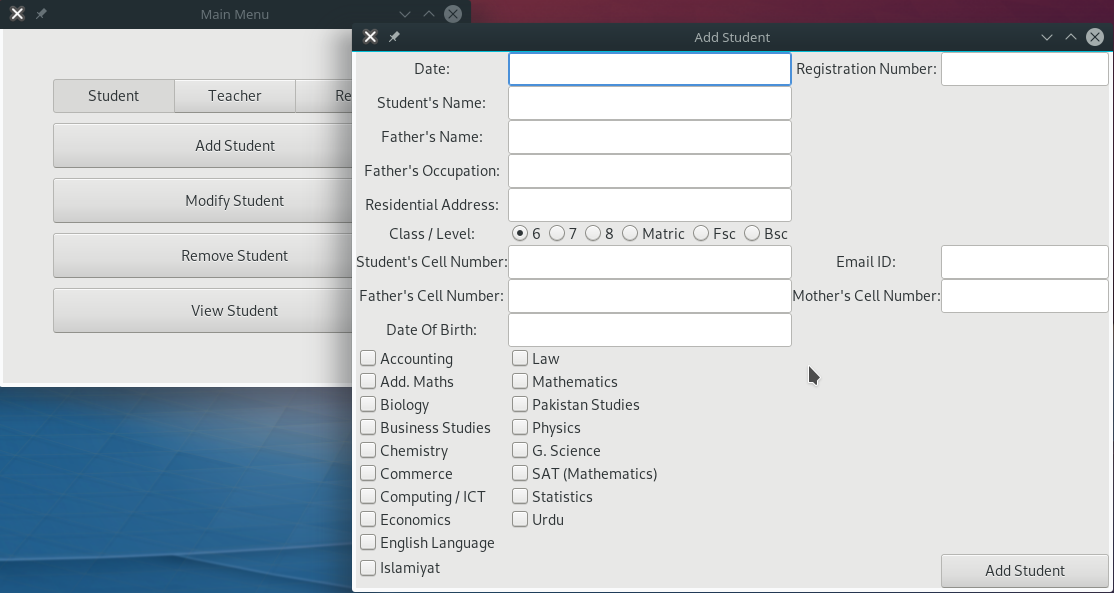 Main Menu
Student Teacher Re
Add Student
Modify Student
Remove Student
View Student
Add Student
Date: Registration Number:
Student's Name:
Father's Name:
Father's Occupation:
Residential Address:
Class / Level: 6 7 8 Matric Fsc Bsc
Student's Cell Number: Email ID:
Father's Cell Number: Mother's Cell Number:
Date Of Birth:
Accounting Law
Add. Maths Mathematics
Biology Pakistan Studies
Business Studies Physics
Chemistry G. Science
Commerce SAT (Mathematics)
Computing / ICT Statistics
Economics Urdu
English Language
Islamiyat
Add Student